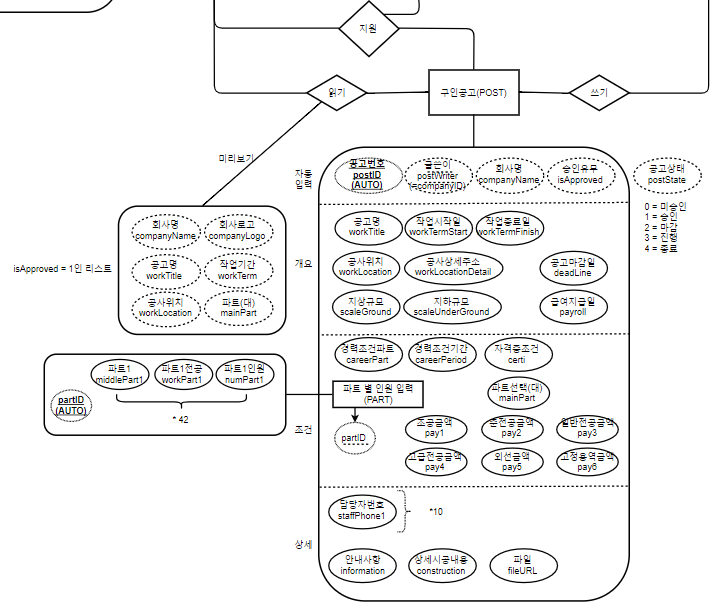 지원
읽기
구인공고(POST)
쓰기
미리보기
자동
입력
공고번호
postID
(AUTO)
글쓴이
postWriter
(=companyID)
회사명
companyName
승인유무
isApproved
공고상태
postState
0 = 미승인
1 = 승인
2 = 마감
3 = 진행
4 = 종료
isApproved = 1인 리스트
회사명
companyName
회사로고
companyLogo
공고명
workTitle
작업기간
workTerm
공사위치
workLocation
파트(대)
mainPart
개요
공고명
workTitle
작업시작일
workTermStart
작업종료일
workTermFinish
공사위치
workLocation
공사상세주소
workLocationDetail
공고마감일
deadLine
지상규모
scaleGround
지하규모
scaleUnderGround
급여지급일
payroll
파트1
middlePart1
파트1전공
workPart1
파트1인원
numPart1
partID
(AUTO)
* 42
조건
경력조건파트
careerPart
경력조건기간
careerPeriod
자격증조건
certi
파트 별 인원 입력
(PART)
파트선택(대)
mainPart
partID
조공금액
pay1
준전공금액
pay2
일반전공금액
pay3
고급전공금액
pay4
외선금액
pay5
고정용역금액
pay6
상세
담당자번호
staffPhone1
*10
안내사항
information
상세시공내용
construction
파일
fileURL